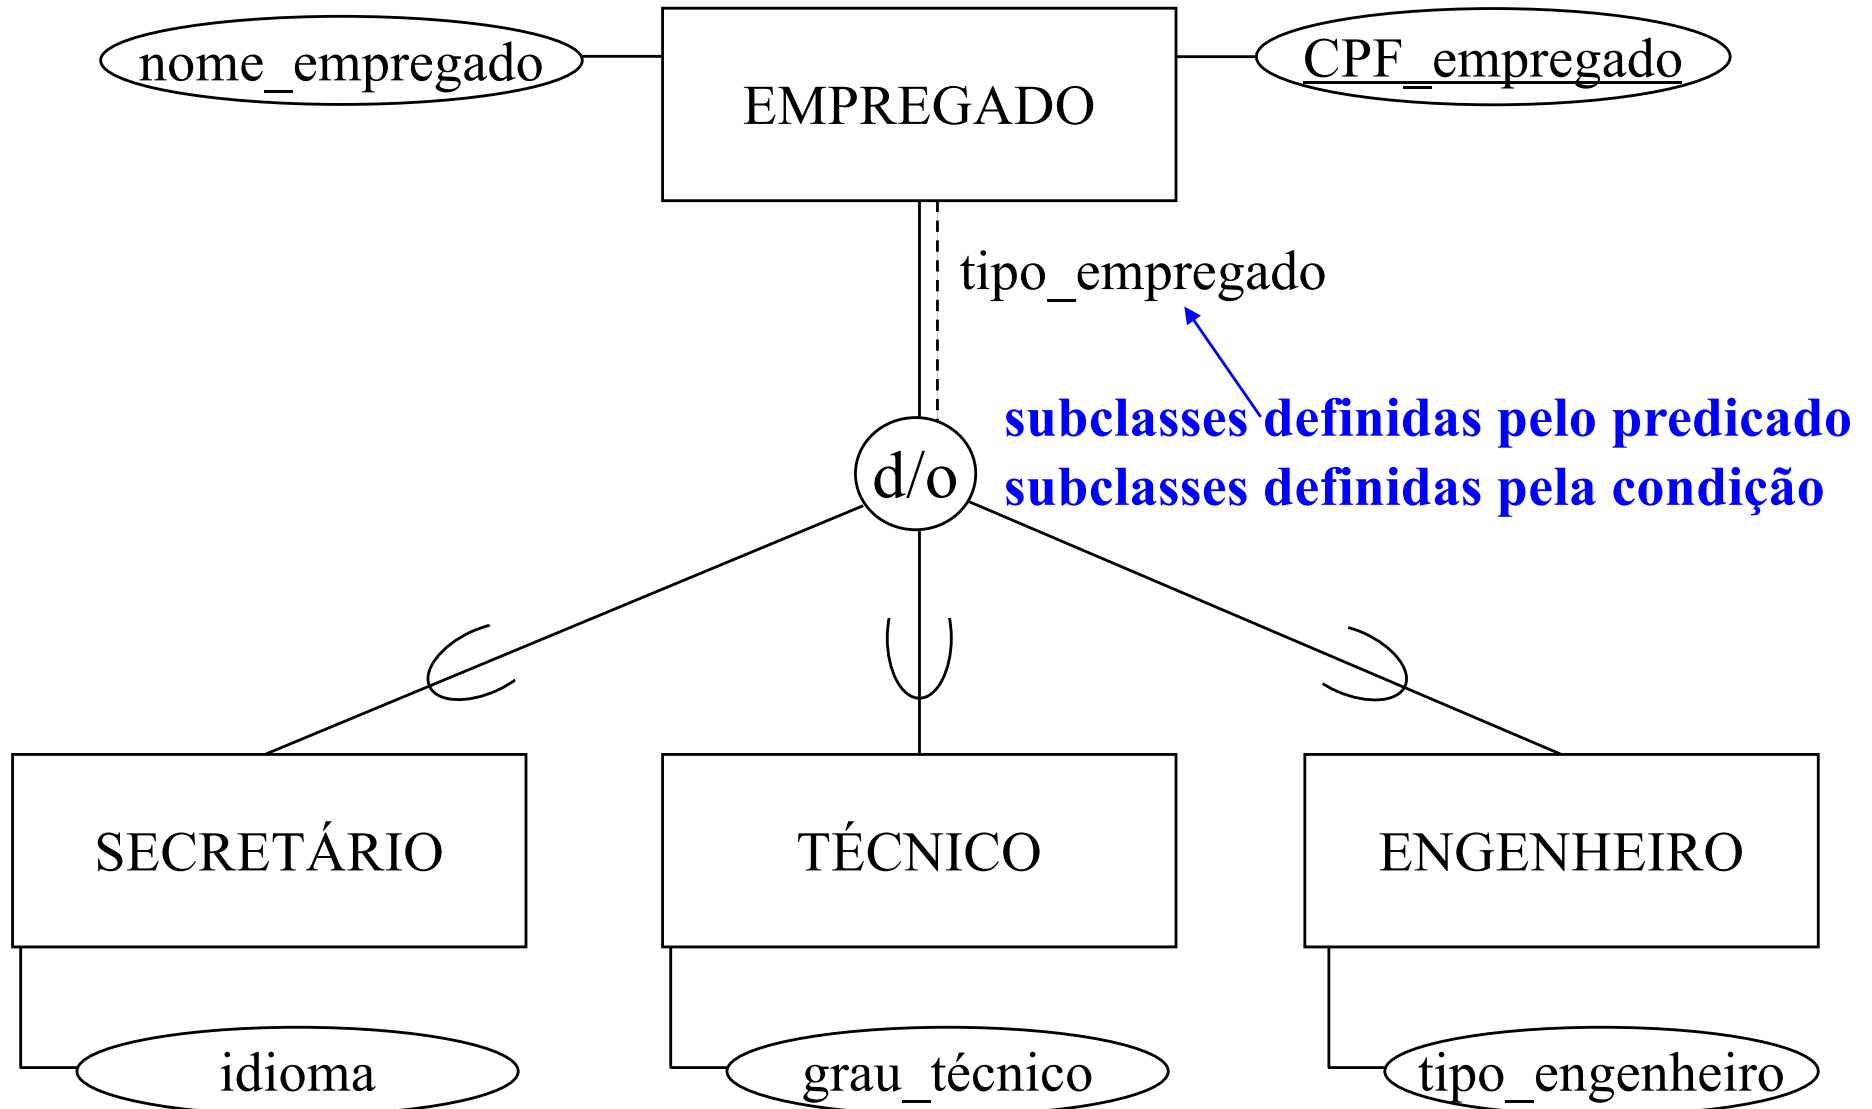 nome_empregado
CPF_empregado
EMPREGADO
tipo_empregado
subclasses definidas pelo predicado
d/o
subclasses definidas pela condição
SECRETÁRIO
TÉCNICO
ENGENHEIRO
idioma
grau_técnico
tipo_engenheiro